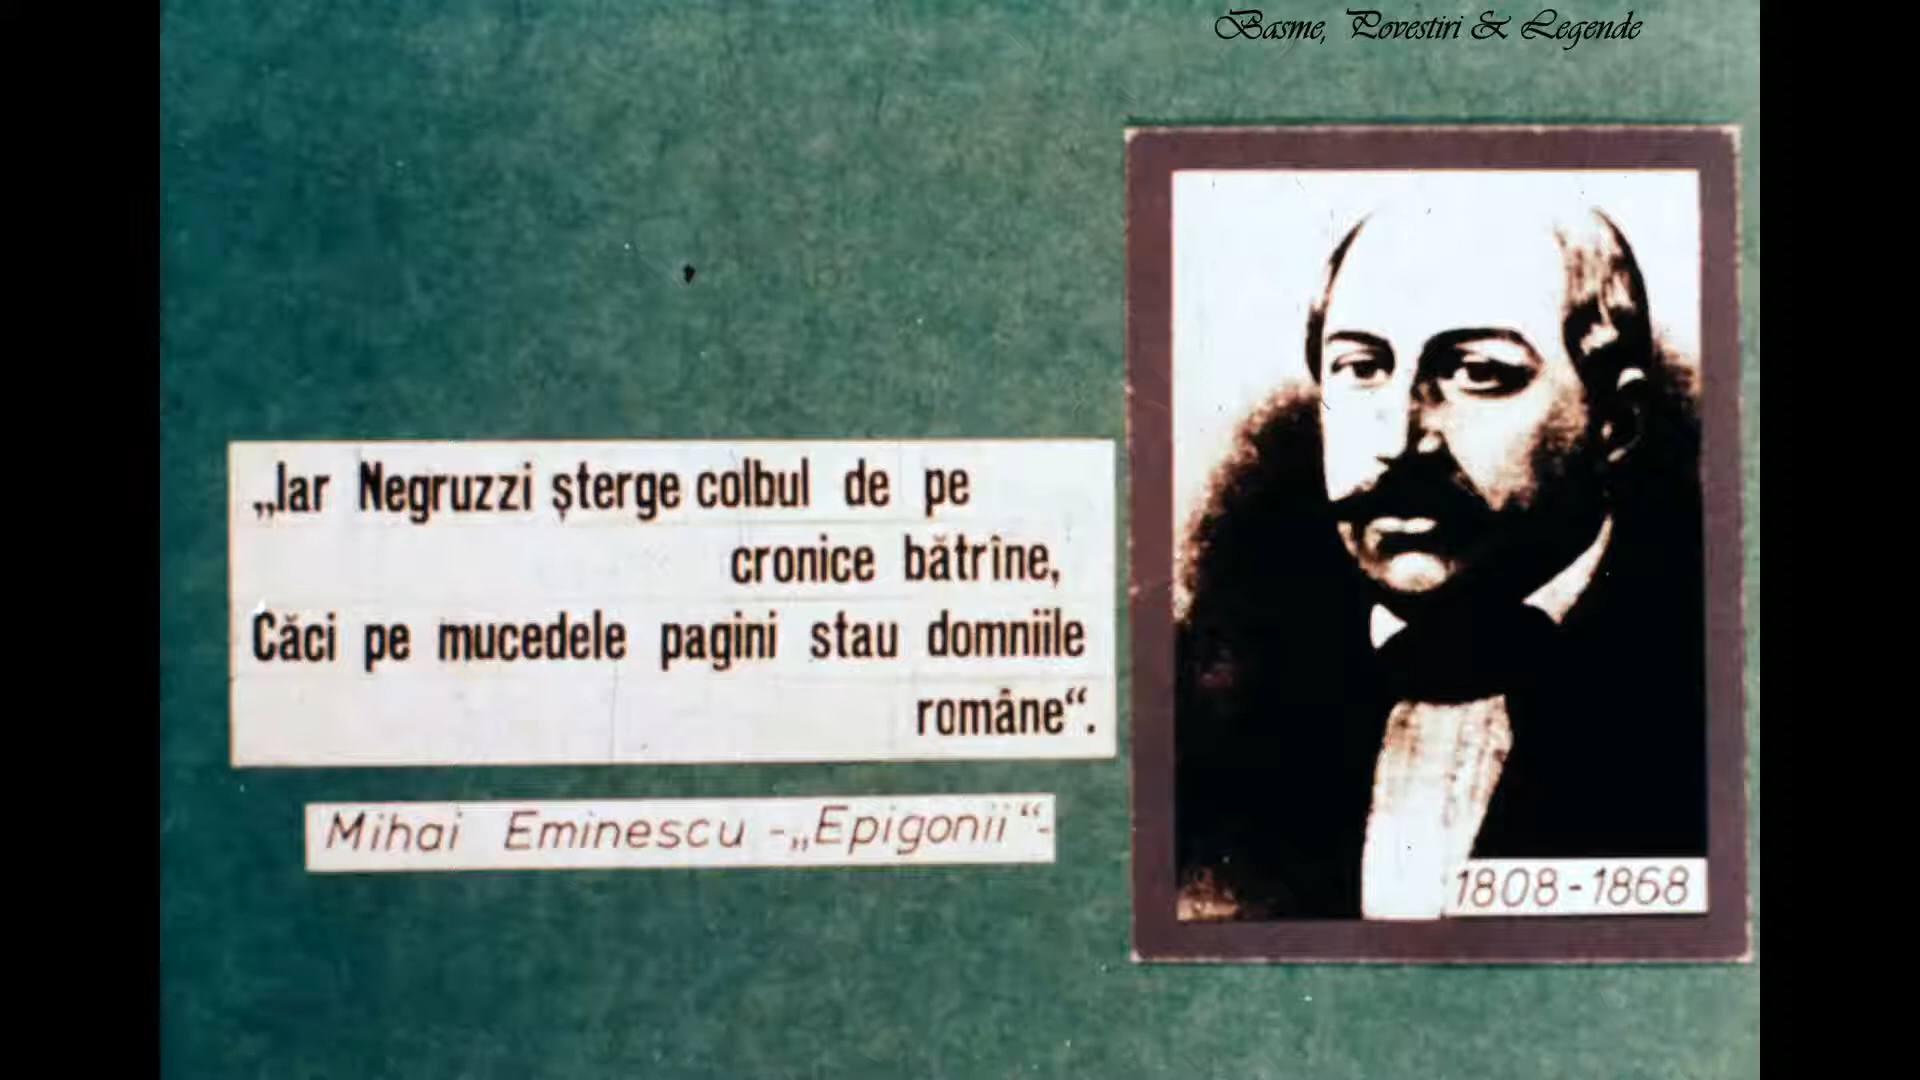 Basme, Povestiri & Legende
„Iar Negruzzi șterge colbul de pe
cronice bătrîne,
Căci pe mucedele pagini stau domniile
române“.
Mihai Eminescu -„Epigonii“-
1808-1868